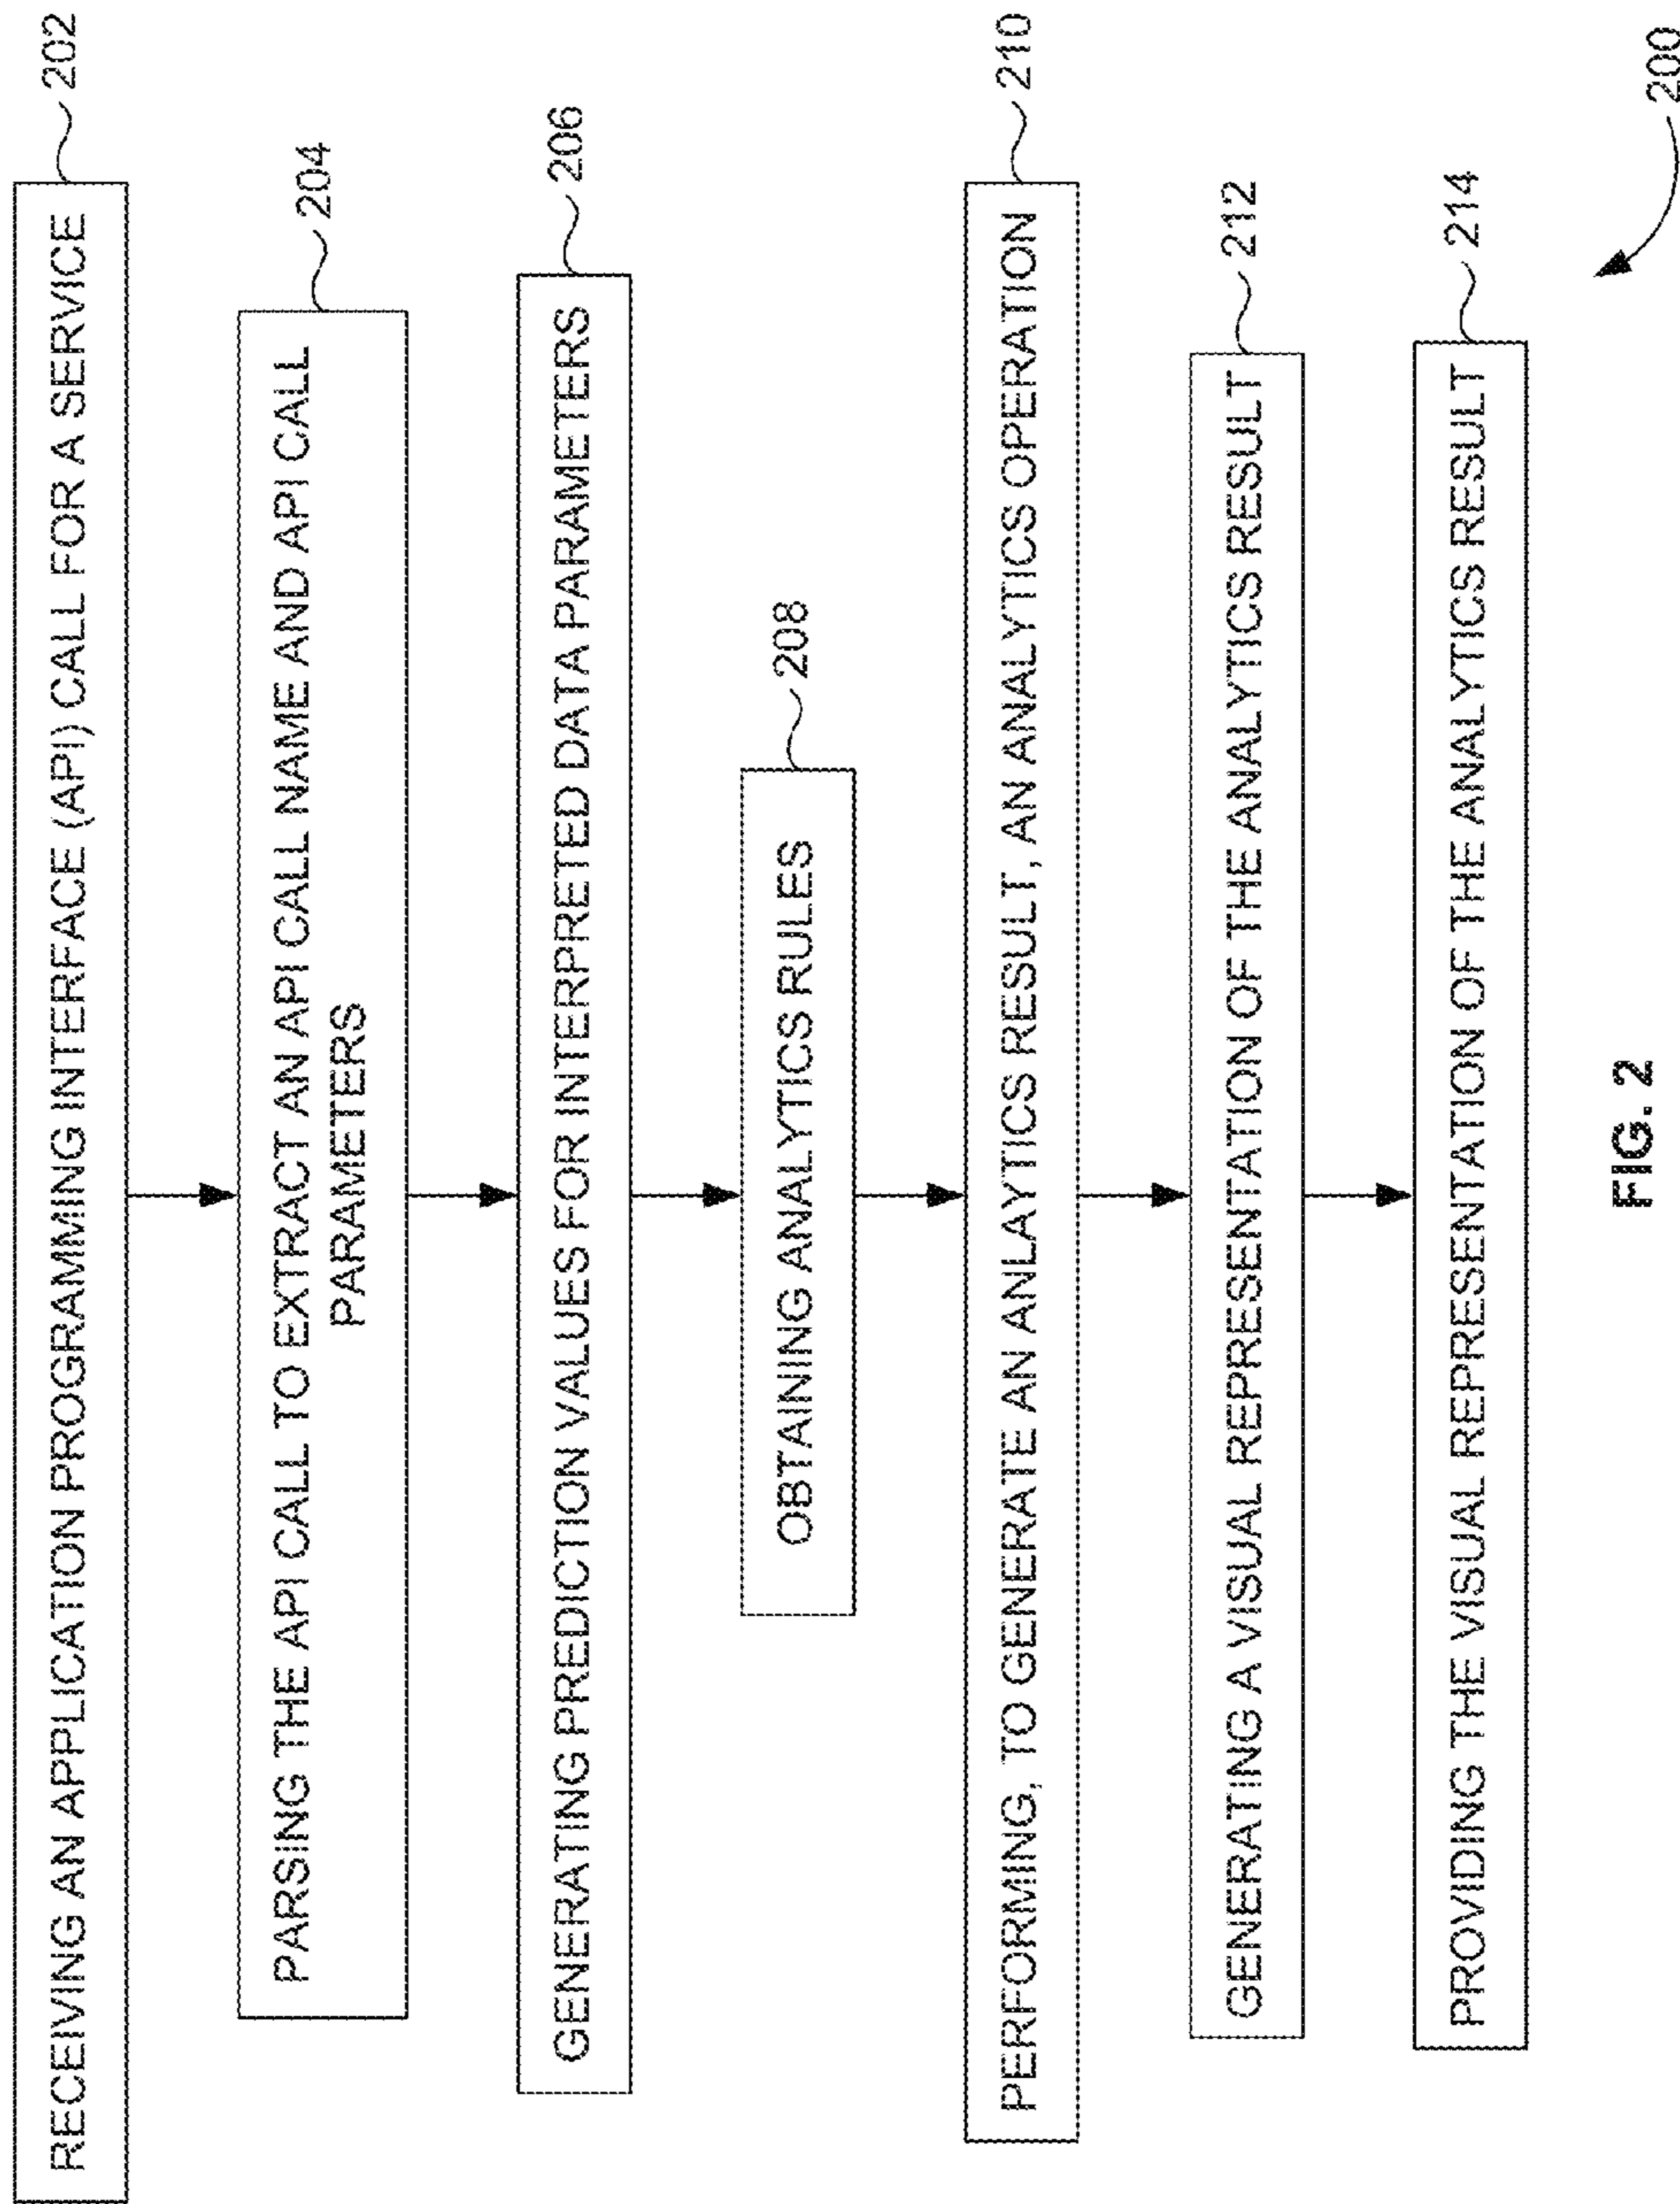 RECEIVING AN APPLICATION PROGRAMMING INTERFACE (API) CALL FOR A SERVICE
202
PARSING THE API CALL TO EXTRACT AN API CALL NAME AND API CALL
PARAMETERS
204
GENERATING PREDICTION VALUES FOR INTERPRETED DATA PARAMETERS
206
OBTAINING ANALYTICS RULES
208
PERFORMING, TO GENERATE AN ANLAYTICS RESULT, AN ANALYTICS OPERATION
210
GENERATING A VISUAL REPRESENTATION OF THE ANALYTICS RESULT
212
PROVIDING THE VISUAL REPRESENTATION OF THE ANALYTICS RESULT
214
200
FIG. 2